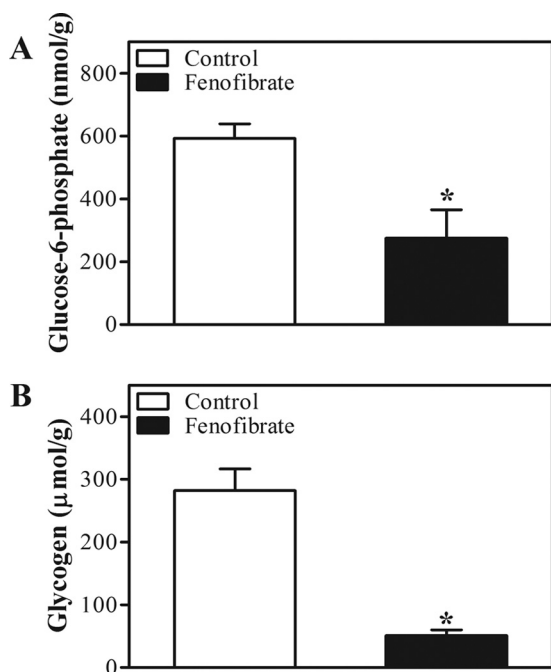 A
Glucose-6-phosphate (nmol/g)
800
600
400
200
0
Control
Fenofibrate
*
B
Glycogen (μmol/g)
400
300
200
100
0
Control
Fenofibrate
*